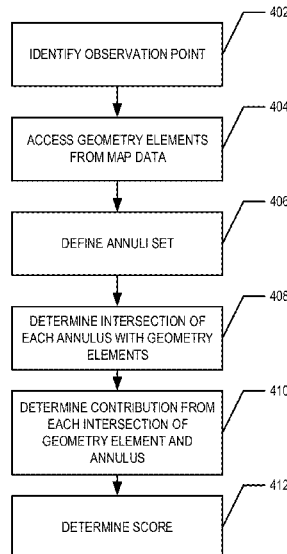 402
IDENTIFY OBSERVATION POINT
404
ACCESS GEOMETRY ELEMENTS
FROM MAP DATA
406
DEFINE ANNULI SET
408
DETERMINE INTERSECTION OF
EACH ANNULUS WITH GEOMETRY
ELEMENTS
410
DETERMINE CONTRIBUTION FROM
EACH INTERSECTION OF
GEOMETRY ELEMENT AND
ANNULUS
412
DETERMINE SCORE